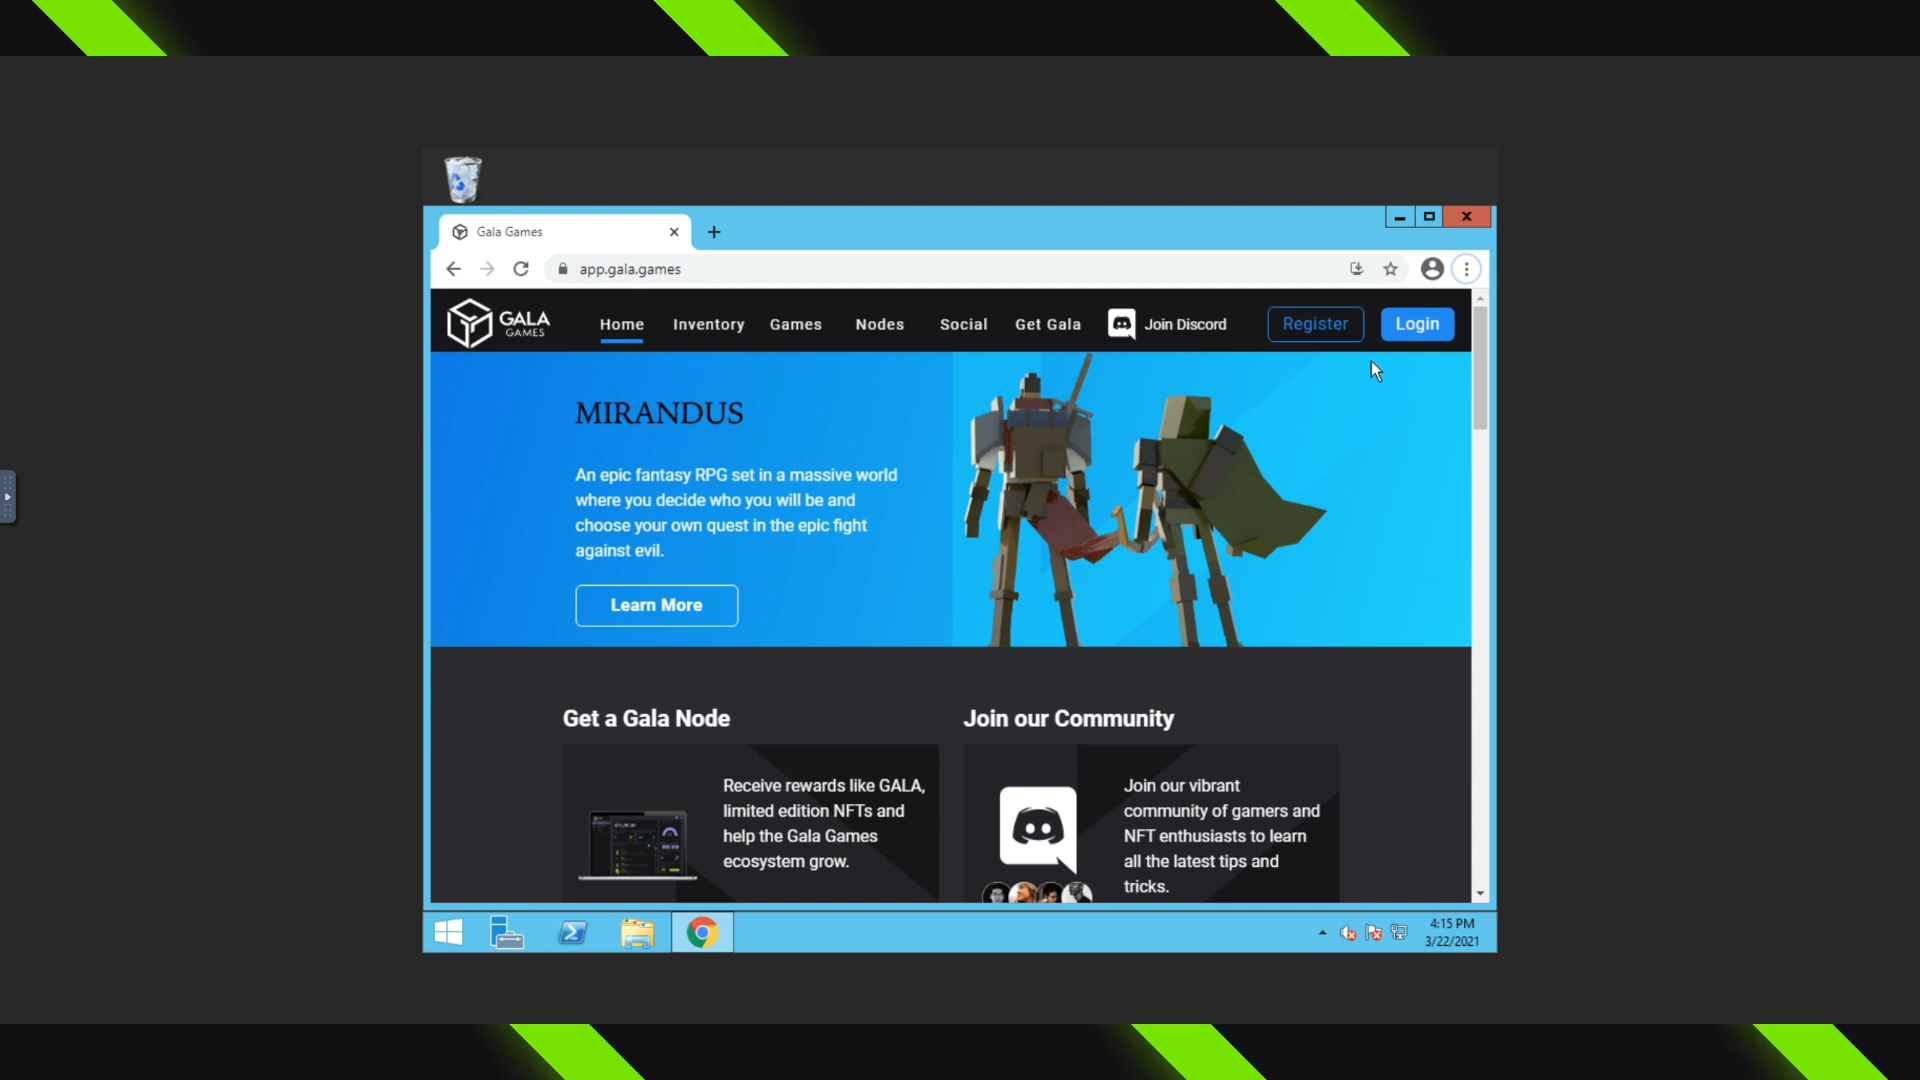 Gala Games
app.gala.games
GALA
GAMES
Home
Inventory
Games
Nodes
Social
Get Gala
Join Discord
Register
Login
MIRANDUS
An epic fantasy RPG set in a massive world
where you decide who you will be and
choose your own quest in the epic fight
against evil.
Learn More
Get a Gala Node
Receive rewards like GALA,
limited edition NFTs and
help the Gala Games
ecosystem grow.
Join our Community
Join our vibrant
community of gamers and
NFT enthusiasts to learn
all the latest tips and
tricks.
4:15 PM
3/22/2021